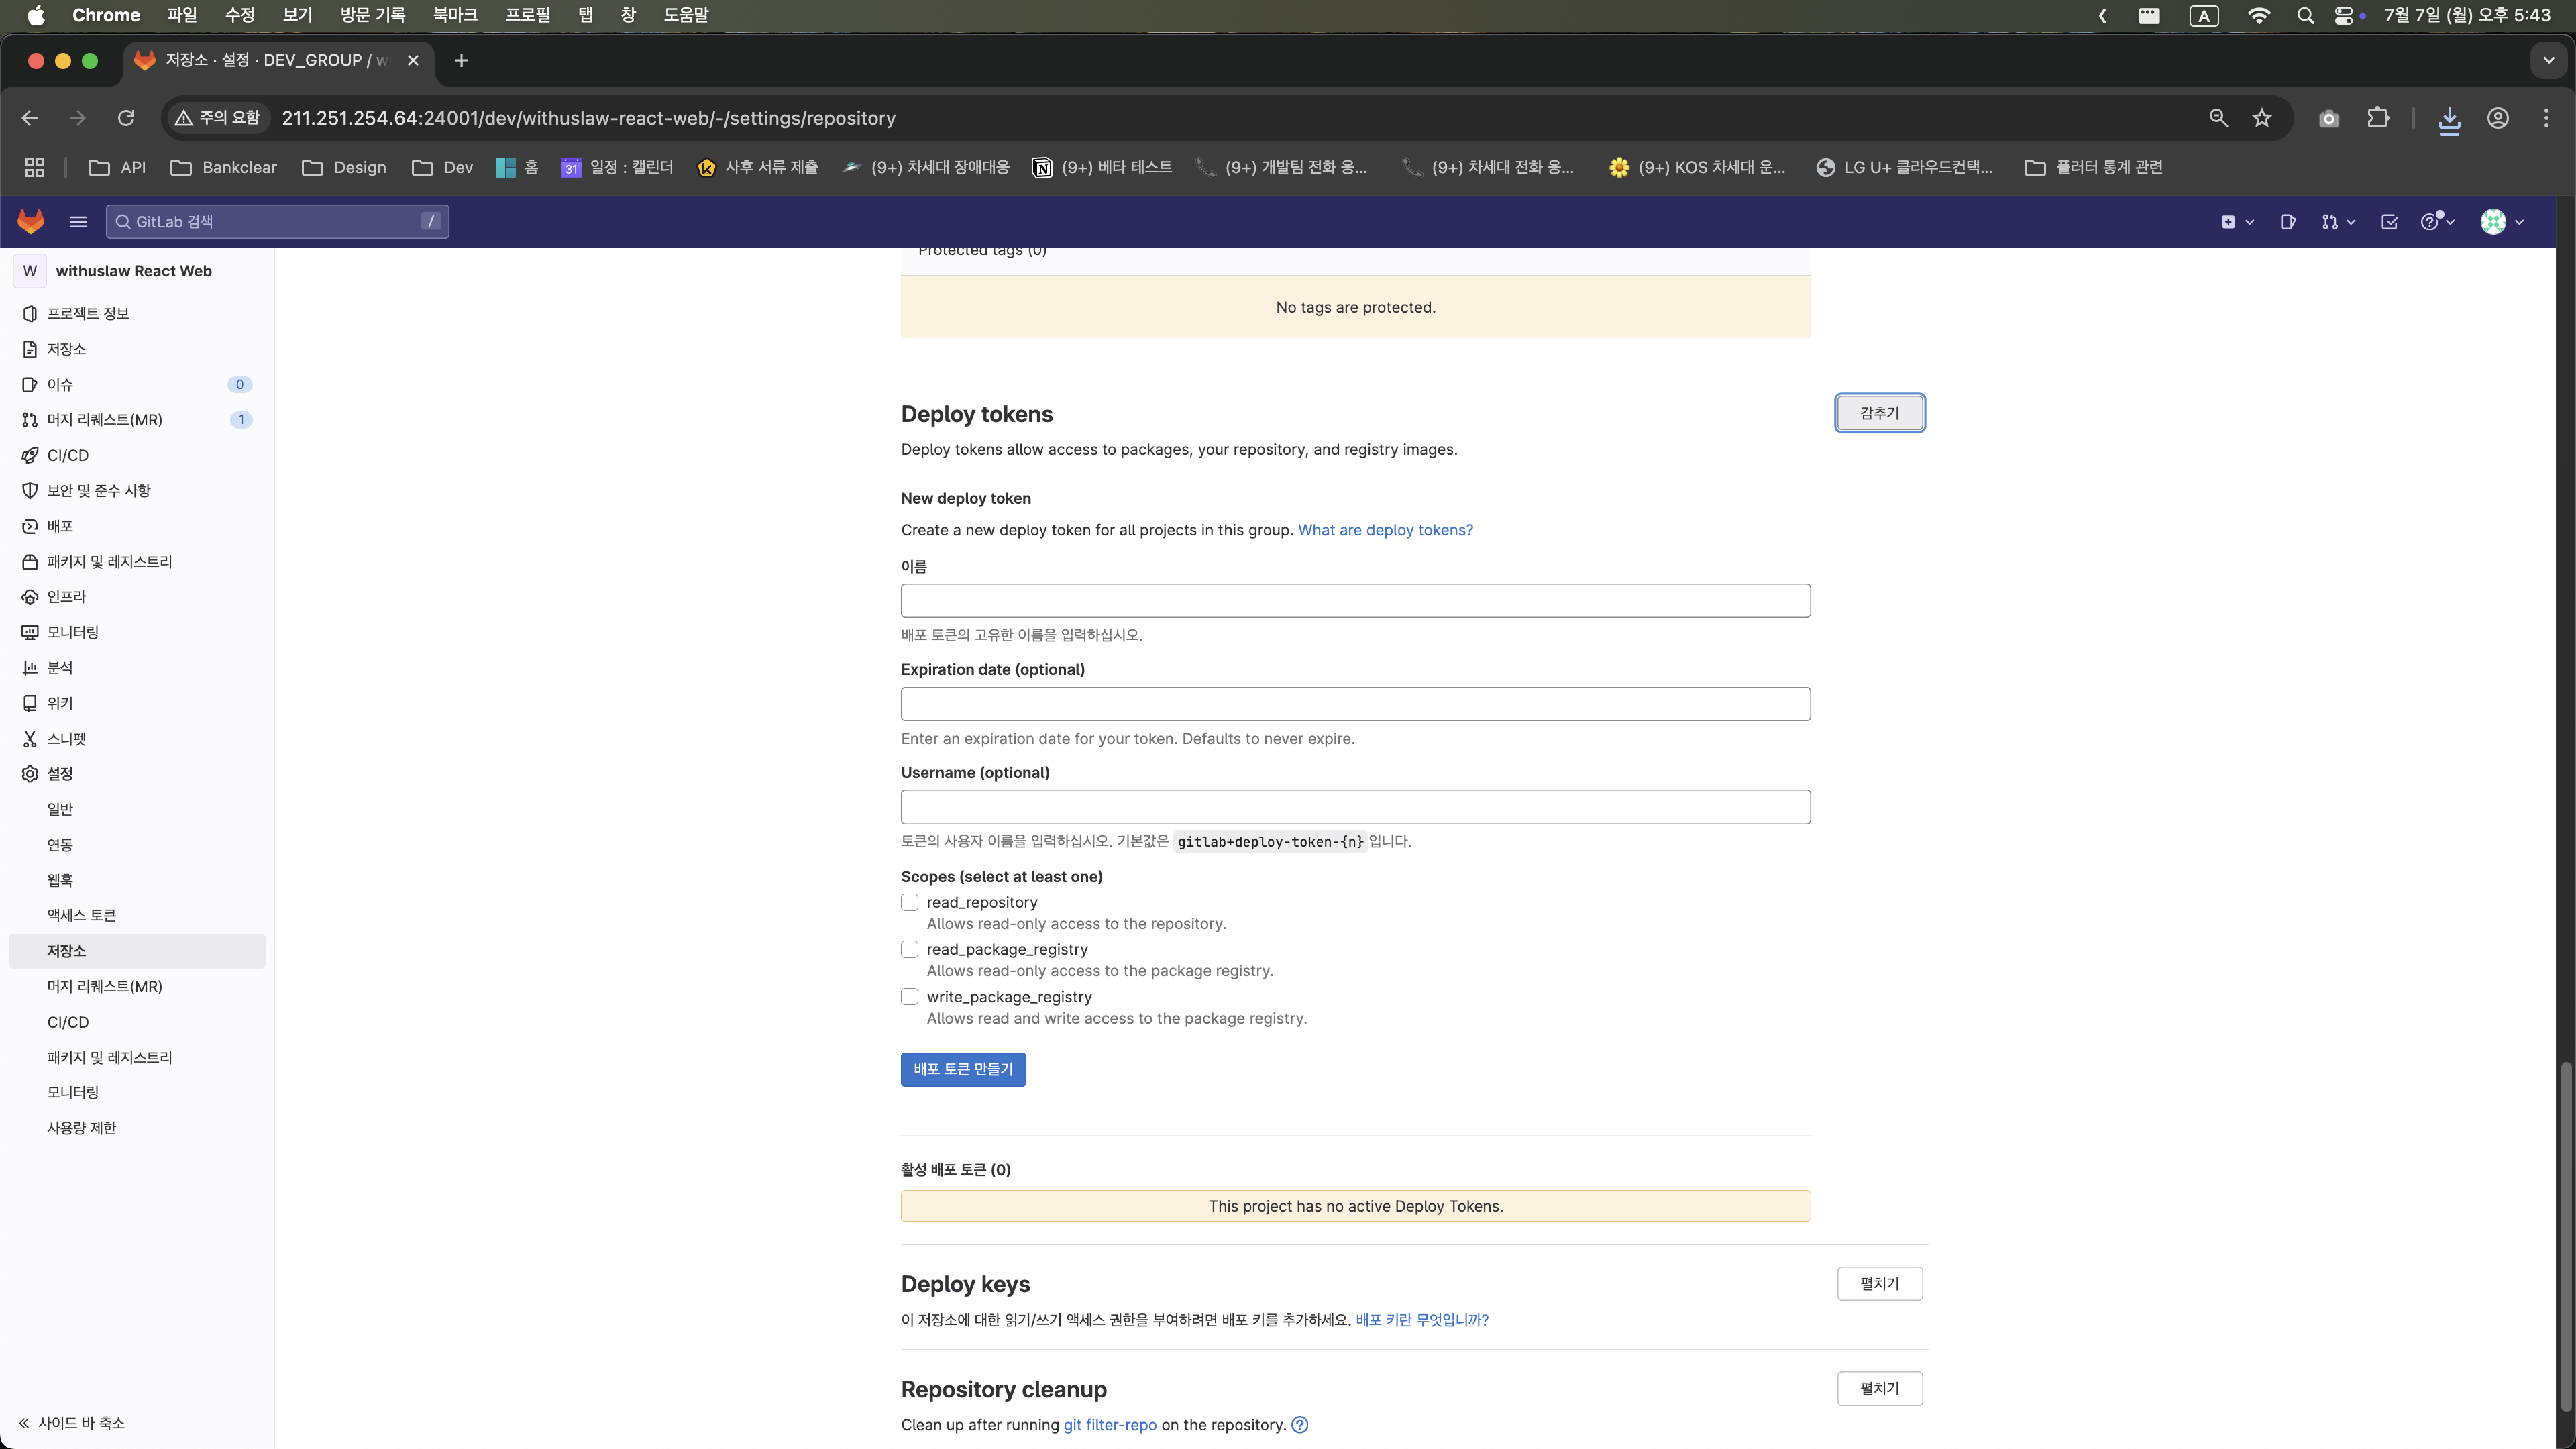 Chrome 파일 수정 보기 방문 기록 북마크 프로필 탭 창 도움말 A 7월 7일 (월) 오후 5:43
저장소 · 설정 · DEV_GROUP / w
주의 요함 211.251.254.64:24001/dev/withuslaw-react-web/-/settings/repository
API Bankclear Design Dev 홈 31 일정 : 캘린더 사후 서류 제출 (9+) 차세대 장애대응 (9+) 베타 테스트 (9+) 개발팀 전화 응... (9+) 차세대 전화 응... (9+) KOS 차세대 운... LG U+ 클라우드컨택... 플러터 통계 관련
GitLab 검색 /
W withuslaw React Web
프로젝트 정보
저장소
이슈 0
머지 리퀘스트(MR) 1
CI/CD
보안 및 준수 사항
배포
패키지 및 레지스트리
인프라
모니터링
분석
위키
스니펫
설정
일반
연동
웹훅
액세스 토큰
저장소
머지 리퀘스트(MR)
CI/CD
패키지 및 레지스트리
모니터링
사용량 제한
사이드 바 축소
Protected tags (0)
No tags are protected.
Deploy tokens 감추기
Deploy tokens allow access to packages, your repository, and registry images.
New deploy token
Create a new deploy token for all projects in this group. What are deploy tokens?
이름
배포 토큰의 고유한 이름을 입력하십시오.
Expiration date (optional)
Enter an expiration date for your token. Defaults to never expire.
Username (optional)
토큰의 사용자 이름을 입력하십시오. 기본값은 gitlab+deploy-token-{n} 입니다.
Scopes (select at least one)
read_repository
Allows read-only access to the repository.
read_package_registry
Allows read-only access to the package registry.
write_package_registry
Allows read and write access to the package registry.
배포 토큰 만들기
활성 배포 토큰 (0)
This project has no active Deploy Tokens.
Deploy keys 펼치기
이 저장소에 대한 읽기/쓰기 액세스 권한을 부여하려면 배포 키를 추가하세요. 배포 키란 무엇입니까?
Repository cleanup 펼치기
Clean up after running git filter-repo on the repository.